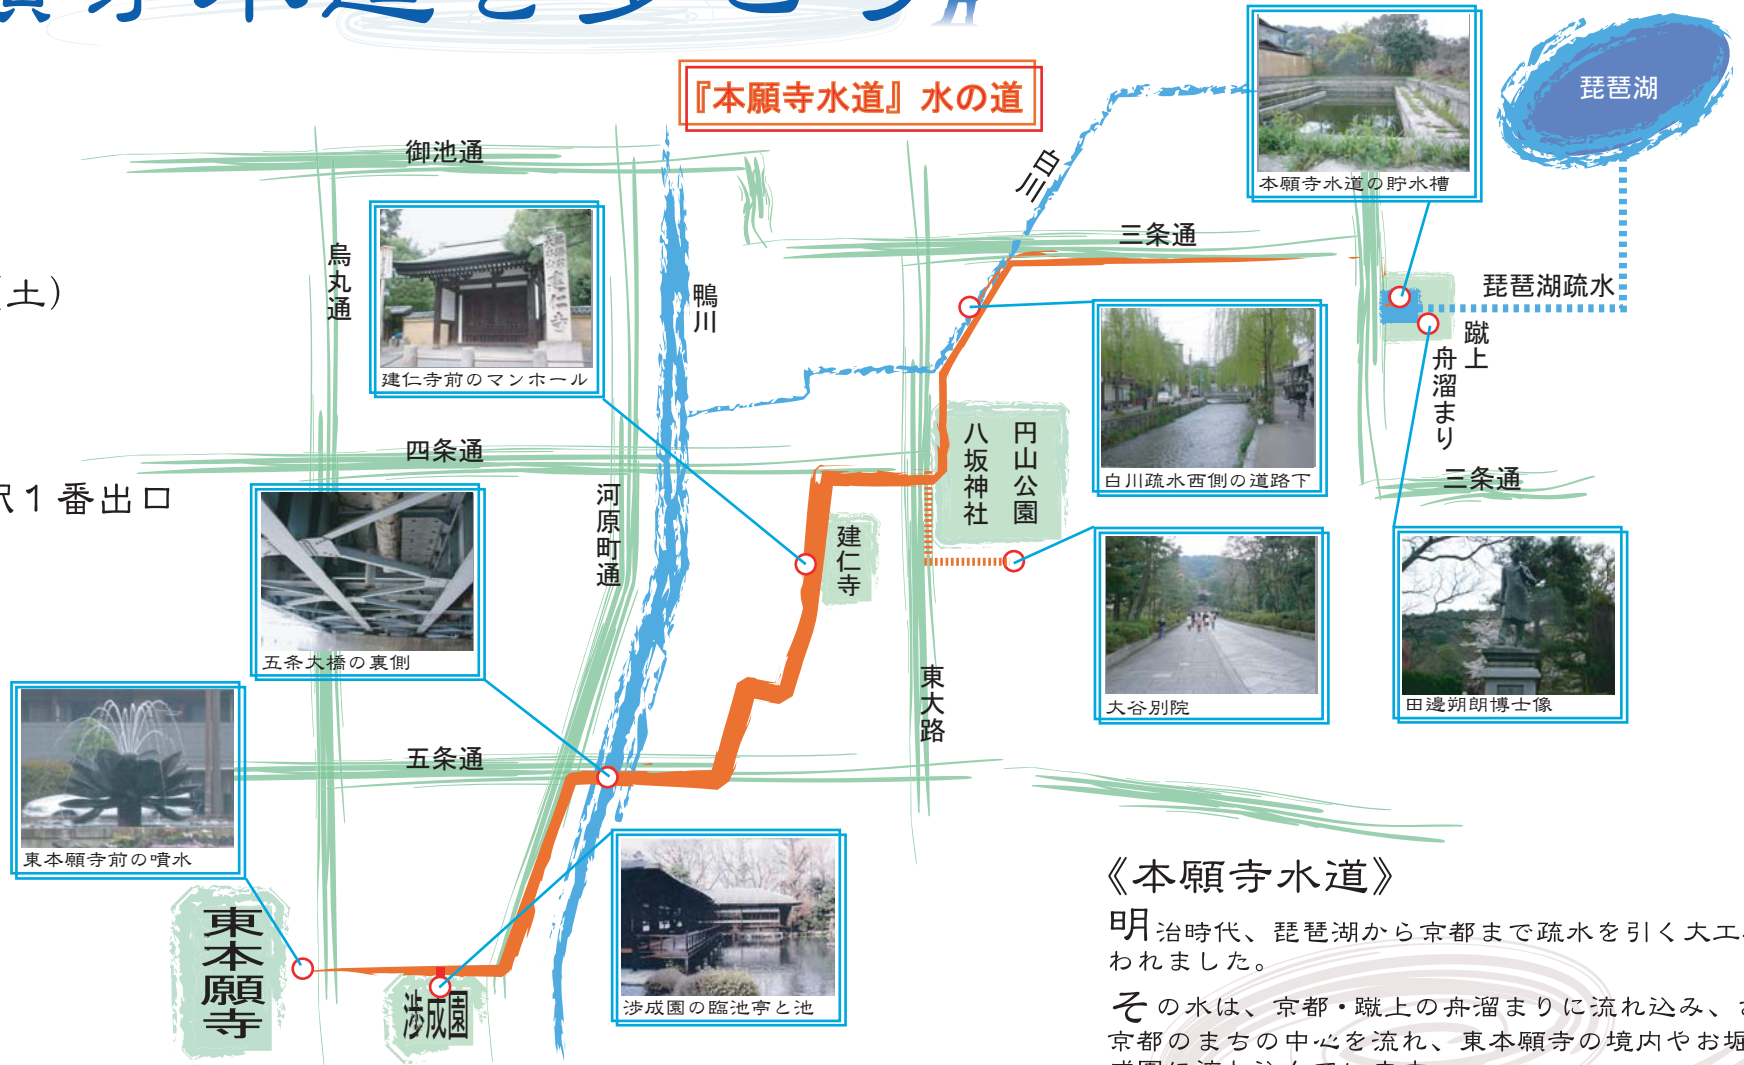 『本願寺水道』水の道
琵琶湖
御池通
白川
本願寺水道の貯水槽
三条通
烏丸通
土）
鴨川
琵琶湖疏水
蹴上
舟溜まり
建仁寺前のマンホール
四条通
八坂神社
円山公園
白川疏水西側の道路下
三条通
１番出口
河原町通
建仁寺
五条大橋の裏側
東大路
大谷別院
田邊朔朗博士像
五条通
東本願寺前の噴水
《本願寺水道》
明治時代、琵琶湖から京都まで疏水を引く大工
われました。
その水は、京都・蹴上の舟溜まりに流れ込み、
京都のまちの中心を流れ、東本願寺の境内やお堀
東本願寺
渉成園
渉成園の臨池亭と池